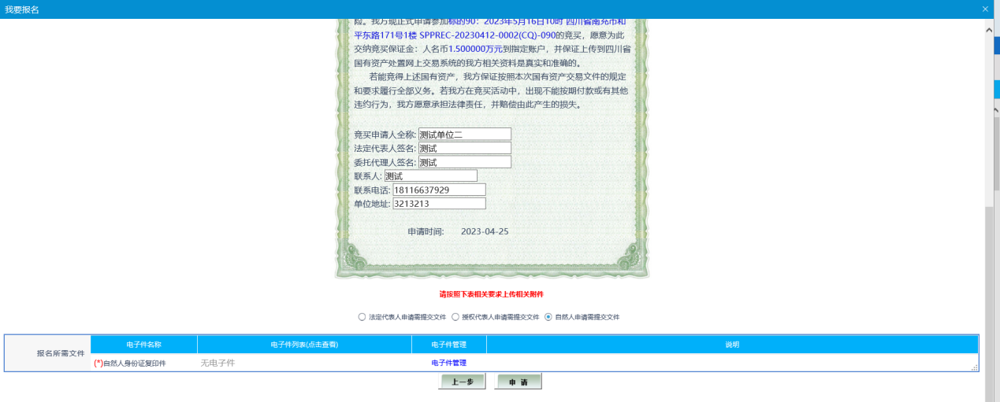 我要报名
险。我方现正式申请参加标的90：2023年5月16日10时 四川省南充市和
平东路171号1楼 SPPREC-20230412-0002(CQ)-090的竞买，愿意为此
交纳竞买保证金：人名币1.500000万元到指定账户，并保证上传到四川省
国有资产处置网上交易系统的我方相关资料是真实和准确的。
若能竞得上述国有资产，我方保证按照本次国有资产交易文件的规定
和要求履行全部义务。若我方在竞买活动中，出现不能按期付款或有其他
违约行为，我方愿意承担法律责任，并赔偿由此产生的损失。
竞买申请人全称: 测试单位二
法定代表人签名: 测试
委托代理人签名: 测试
联系人: 测试
联系电话: 18116637929
单位地址: 3213213
申请时间: 2023-04-25
请按照下表相关要求上传相关附件
法定代表人申请需提交文件 授权代表人申请需提交文件 自然人申请需提交文件
报名所需文件
电子件名称 电子件列表(点击查看) 电子件管理 说明
(*)自然人身份证复印件 无电子件 电子件管理
上一步 申 请